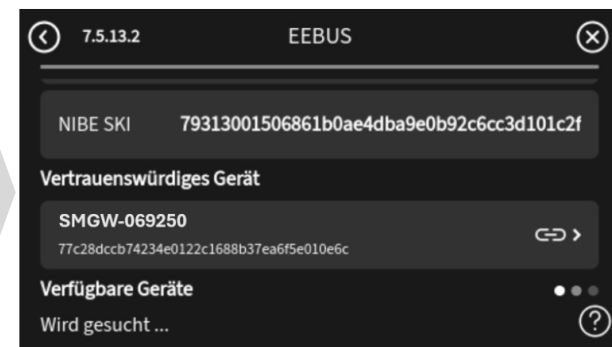 7.5.13.2 EEBUS
NIBE SKI 79313001506861b0ae4dba9e0b92c6cc3d101c2f
Vertrauenswürdiges Gerät
SMGW-069250
77c28dccb74234e0122c1688b37ea6f5e010e6c
Verfügbare Geräte
Wird gesucht ...
?